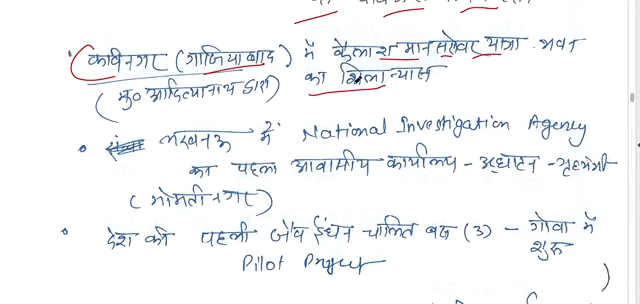 • कविनगर (गाजियाबाद) में कैलाश मानसरोवर यात्रा भवन
(मु० आदित्यनाथ द्वारा) का शिलान्यास
• लखनऊ में National Investigation Agency
का पहला आवासीय कार्यालय - उद्घाटन - गृहमंत्री
(गोमती नगर)
• देश की पहली जैव ईंधन चालित बस (3) - गोवा में
Pilot Project शुरू
)